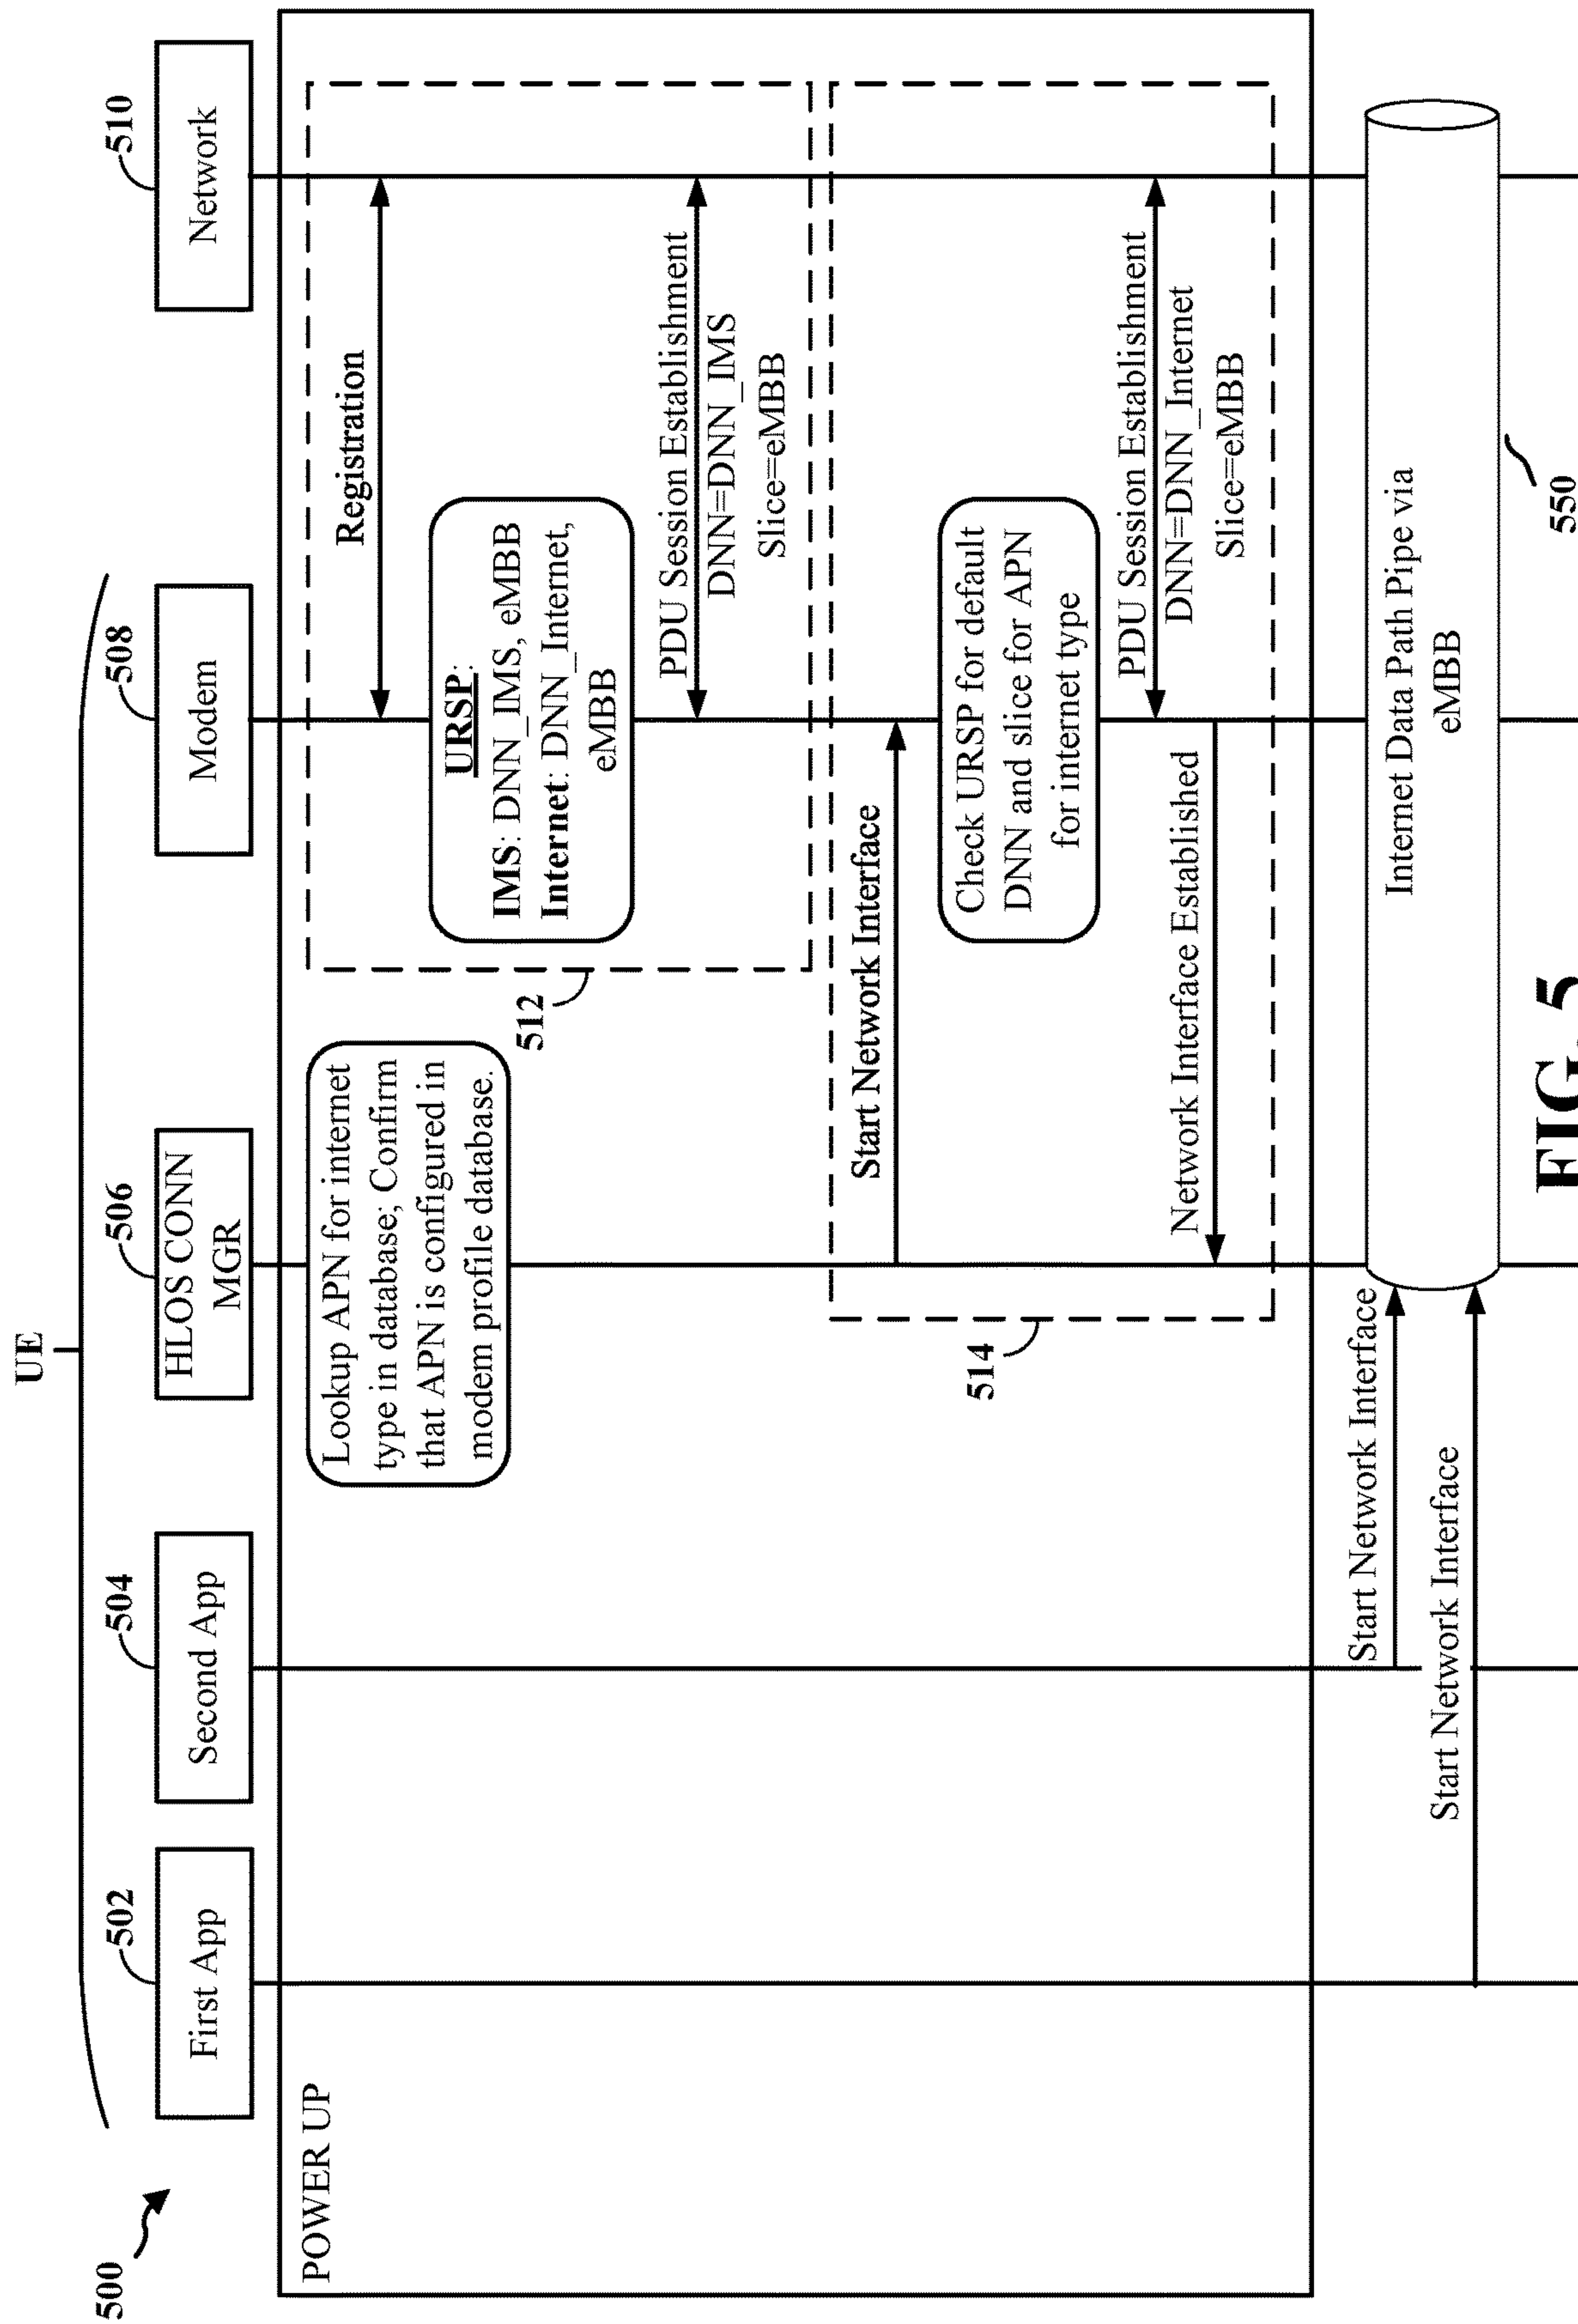 500
UE
502
504
506
508
510
First App
Second App
HLOS CONN
MGR
Modem
Network
POWER UP
Lookup APN for internet
type in database; Confirm
that APN is configured in
modem profile database.
512
Registration
URSP:
IMS: DNN_IMS, eMBB
Internet: DNN_Internet,
eMBB
PDU Session Establishment
DNN=DNN_IMS
Slice=eMBB
514
Start Network Interface
Check URSP for default
DNN and slice for APN
for internet type
PDU Session Establishment
DNN=DNN_Internet
Slice=eMBB
Network Interface Established
Start Network Interface
Start Network Interface
Internet Data Path Pipe via
eMBB
550
FIG. 5